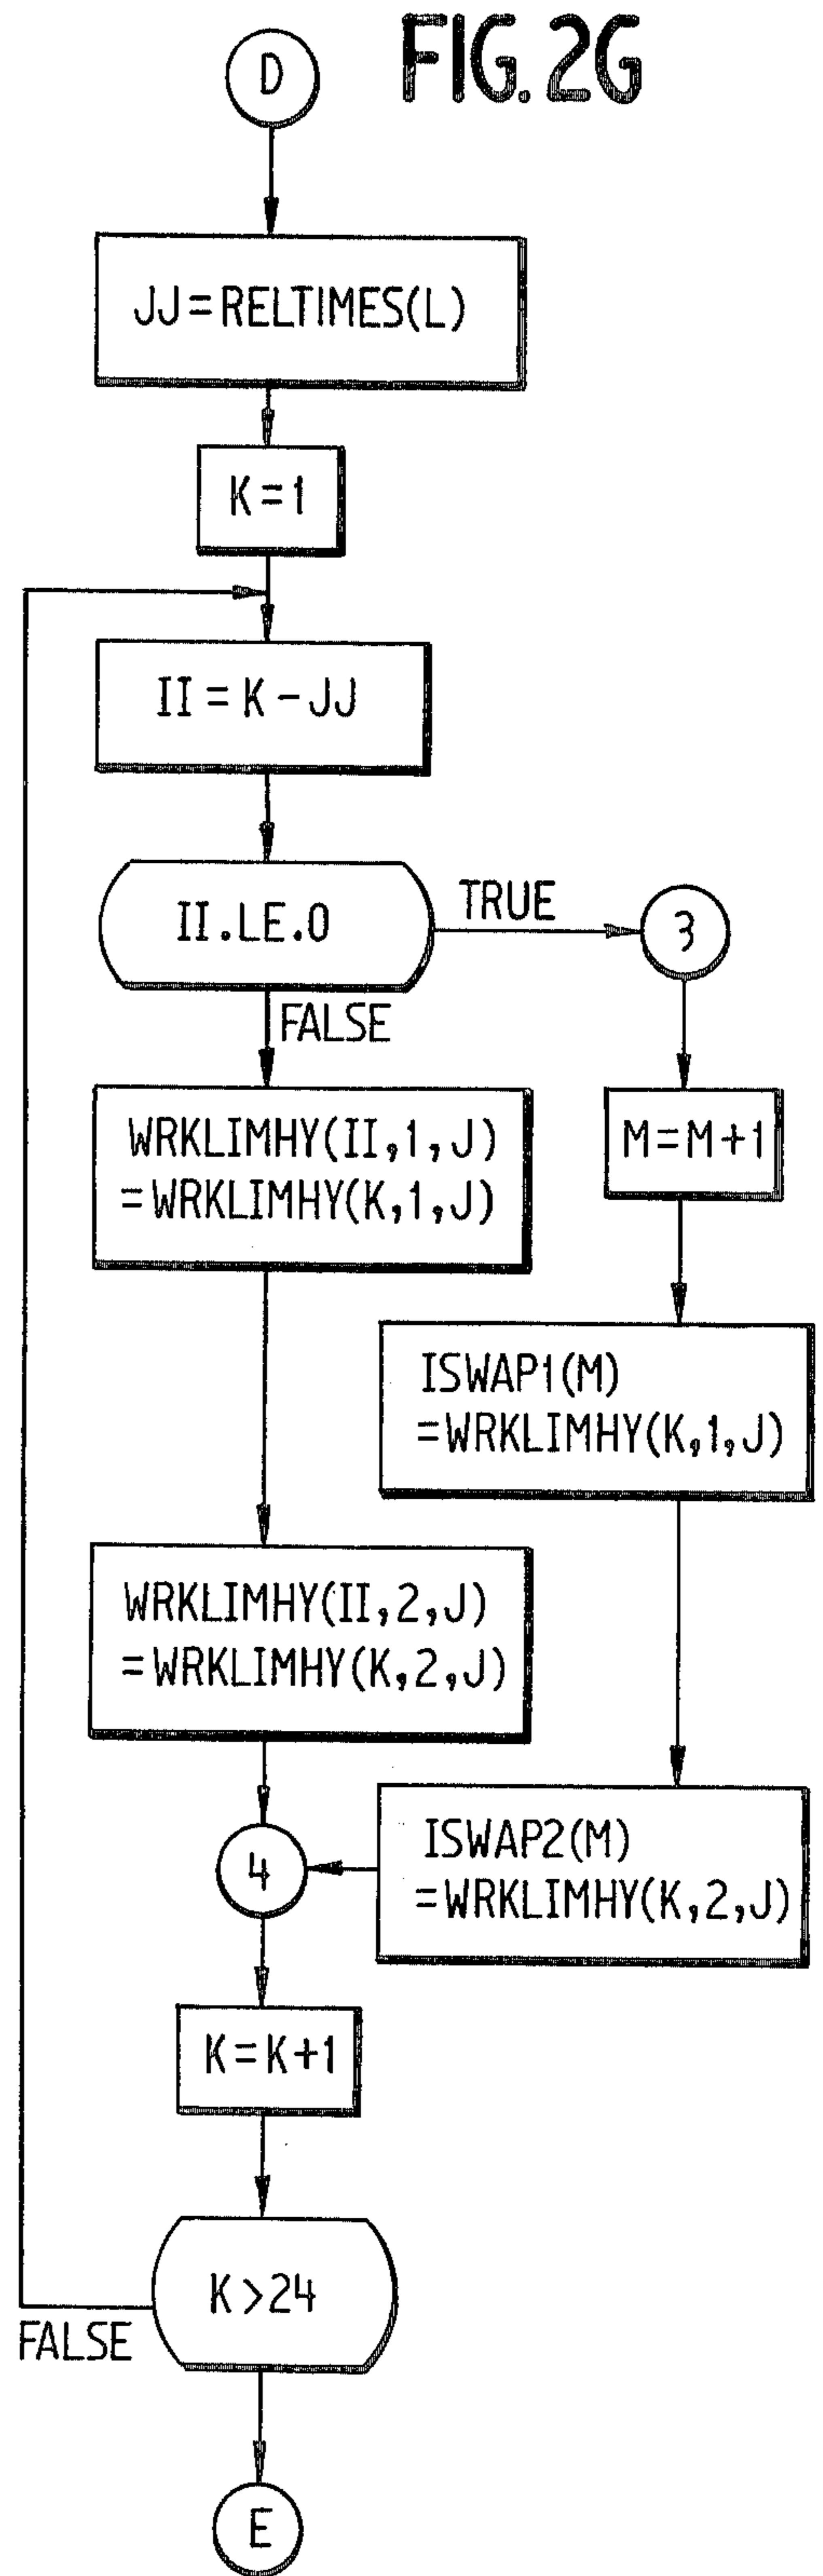 FIG. 2G
D
JJ=RELTIMES(L)
K=1
II=K-JJ
II.LE.0
TRUE
3
FALSE
M=M+1
WRKLIMHY(II,1,J)
=WRKLIMHY(K,1,J)
ISWAP1(M)
=WRKLIMHY(K,1,J)
WRKLIMHY(II,2,J)
=WRKLIMHY(K,2,J)
ISWAP2(M)
=WRKLIMHY(K,2,J)
4
K=K+1
K>24
FALSE
E